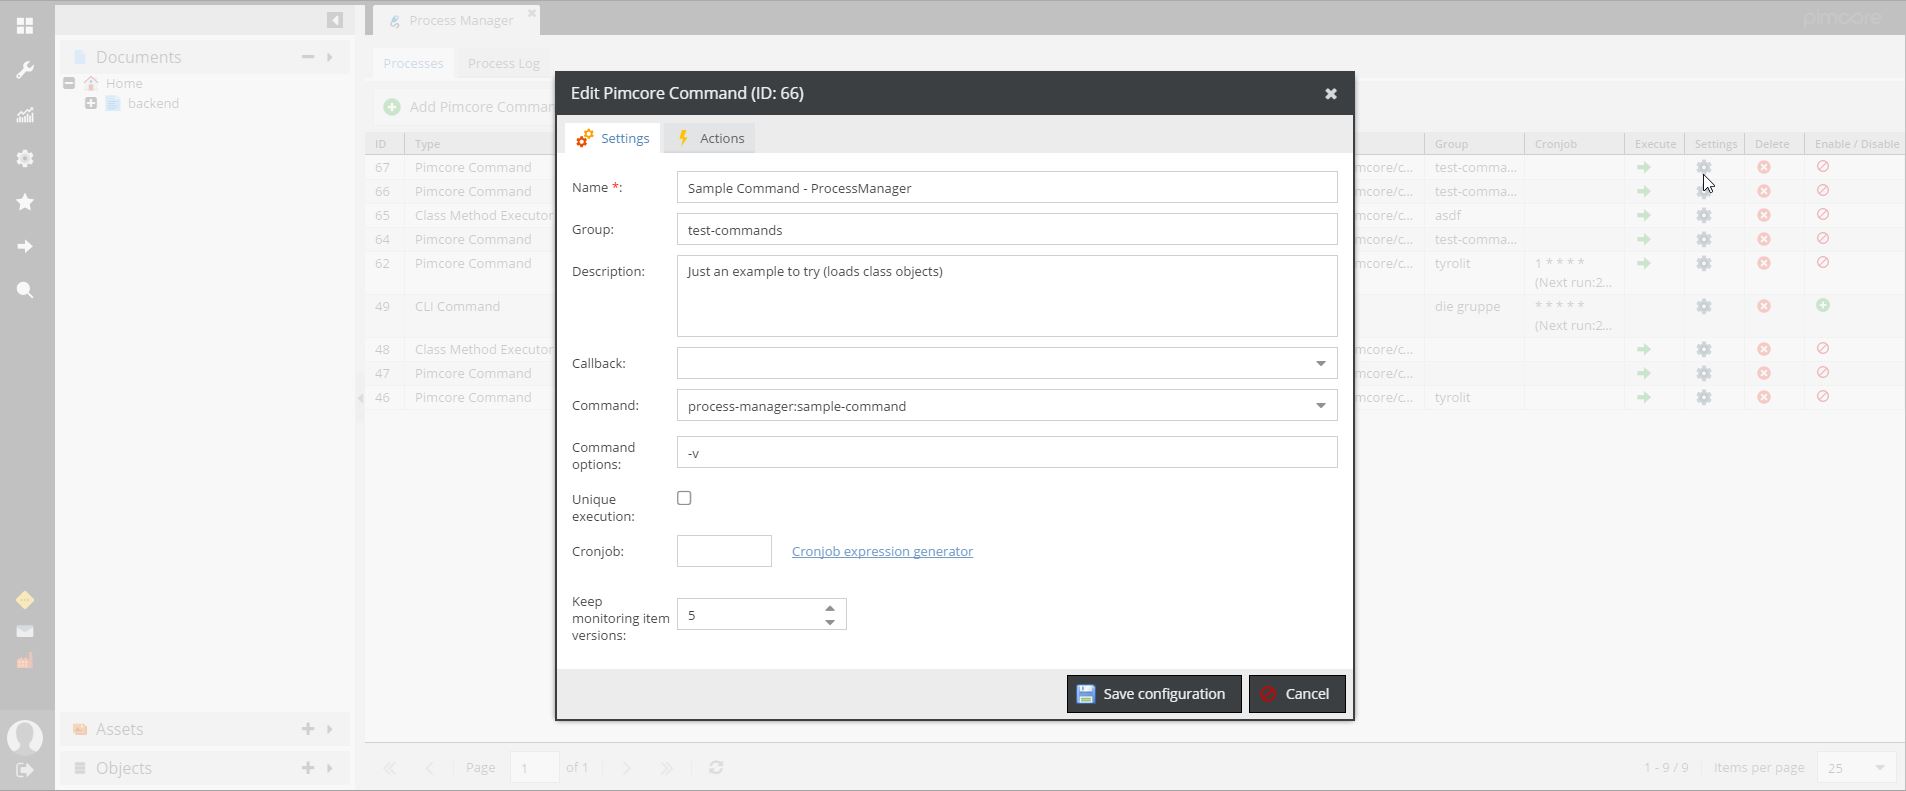 Process Manager
pimcore
Documents
Home
backend
Assets
Objects
Processes
Process Log
Add Pimcore Comman
ID Type Group Cronjob Execute Settings Delete Enable / Disable
67 Pimcore Command mcore/c... test-comma...
66 Pimcore Command mcore/c... test-comma...
65 Class Method Executor mcore/c... asdf
64 Pimcore Command mcore/c... test-comma...
62 Pimcore Command mcore/c... tyrolit 1 * * * *
(Next run:2...
49 CLI Command die gruppe * * * * *
(Next run:2...
48 Class Method Executor mcore/c...
47 Pimcore Command mcore/c...
46 Pimcore Command mcore/c... tyrolit
Edit Pimcore Command (ID: 66)
Settings
Actions
Name *: Sample Command - ProcessManager
Group: test-commands
Description: Just an example to try (loads class objects)
Callback:
Command: process-manager:sample-command
Command
options: -v
Unique
execution:
Cronjob: Cronjob expression generator
Keep
monitoring item
versions: 5
Save configuration
Cancel
Page 1 of 1
1 - 9 / 9 Items per page 25